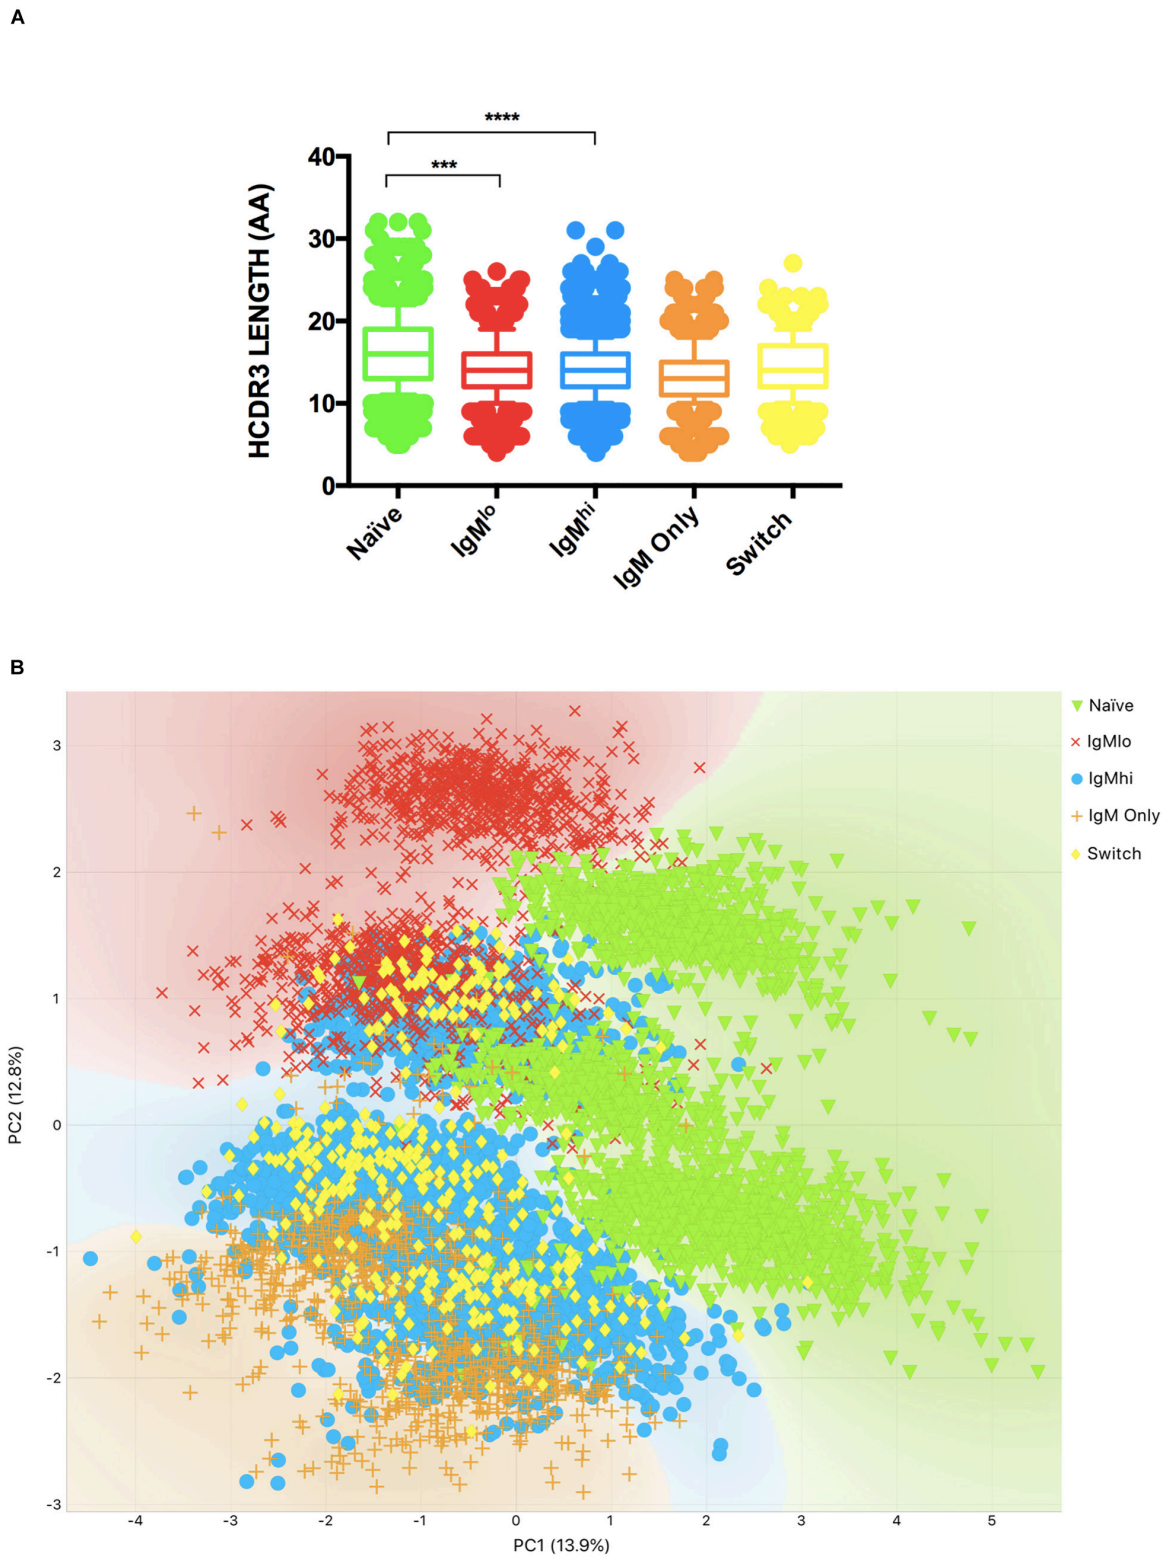 A
****
***
HCDR3 LENGTH (AA)
40
30
20
10
0
Naïve
IgMlo
IgMhi
IgM Only
Switch
B
Naïve
IgMlo
IgMhi
IgM Only
Switch
PC2 (12.8%)
3
2
1
0
-1
-2
-3
-4 -3 -2 -1 0 1 2 3 4 5
PC1 (13.9%)